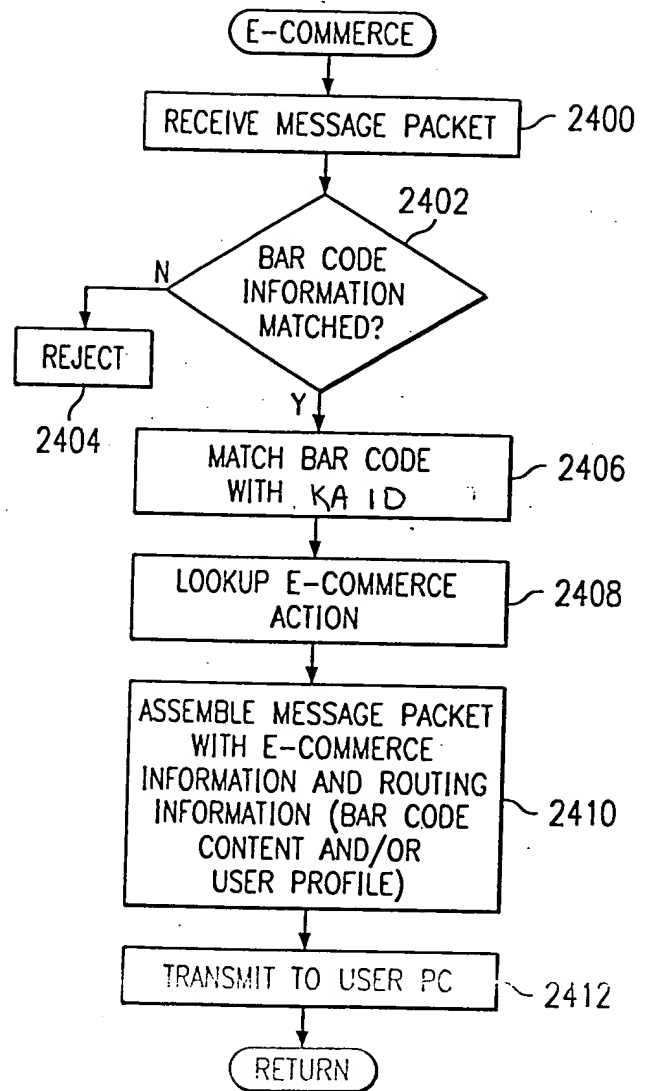 E-COMMERCE
RECEIVE MESSAGE PACKET
2400
2402
BAR CODE
INFORMATION
MATCHED?
N
REJECT
2404
Y
MATCH BAR CODE
WITH KA ID
2406
LOOKUP E-COMMERCE
ACTION
2408
ASSEMBLE MESSAGE PACKET
WITH E-COMMERCE
INFORMATION AND ROUTING
INFORMATION (BAR CODE
CONTENT AND/OR
USER PROFILE)
2410
TRANSMIT TO USER PC
2412
RETURN